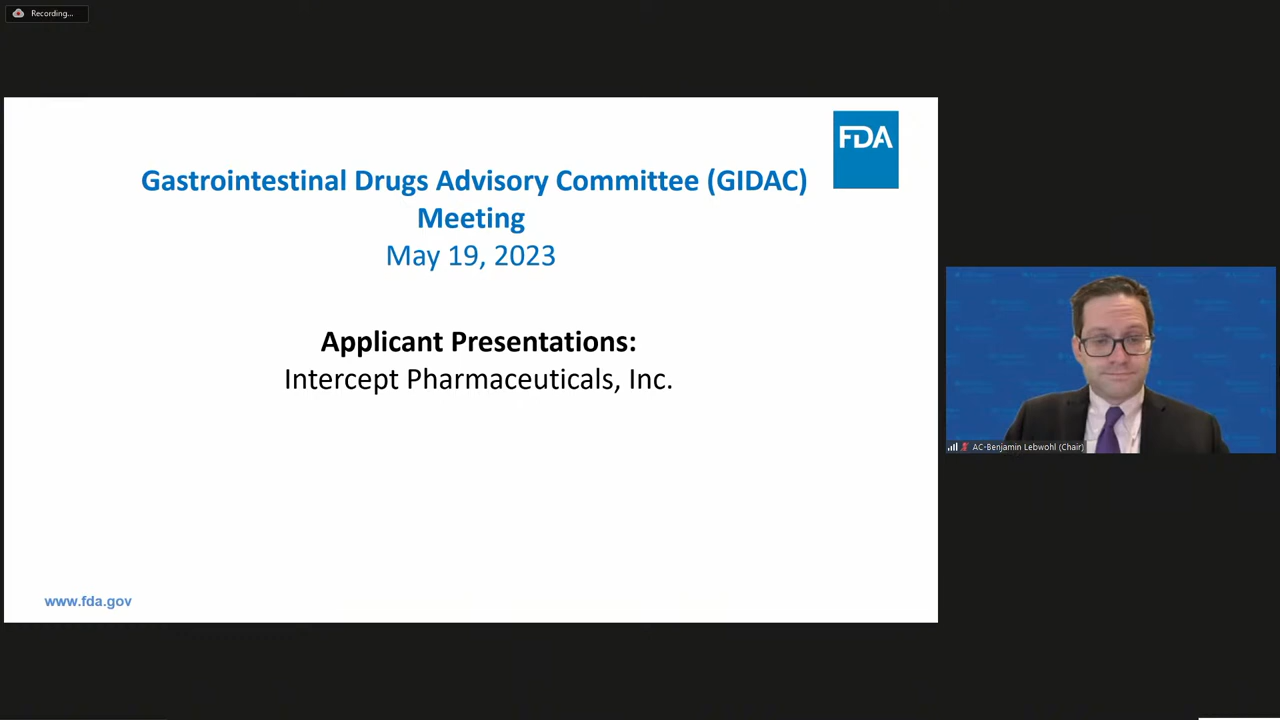 Recording...
FDA
Gastrointestinal Drugs Advisory Committee (GIDAC)
Meeting
May 19, 2023
Applicant Presentations:
Intercept Pharmaceuticals, Inc.
www.fda.gov
AC-Benjamin Lebwohl (Chair)